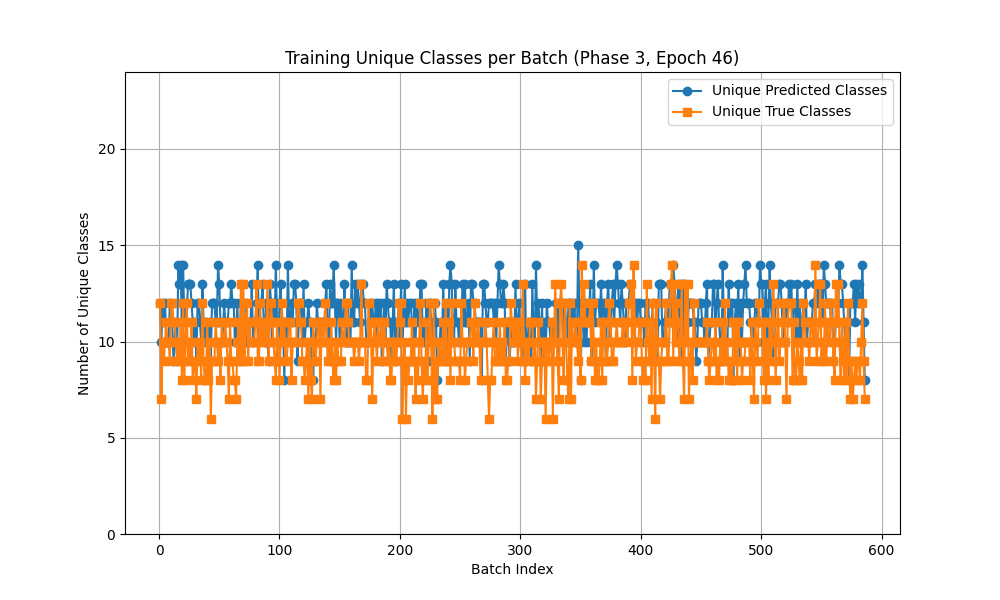 Training Unique Classes per Batch (Phase 3, Epoch 46)
Unique Predicted Classes
Unique True Classes
Number of Unique Classes
20
15
10
5
0
0 100 200 300 400 500 600
Batch Index